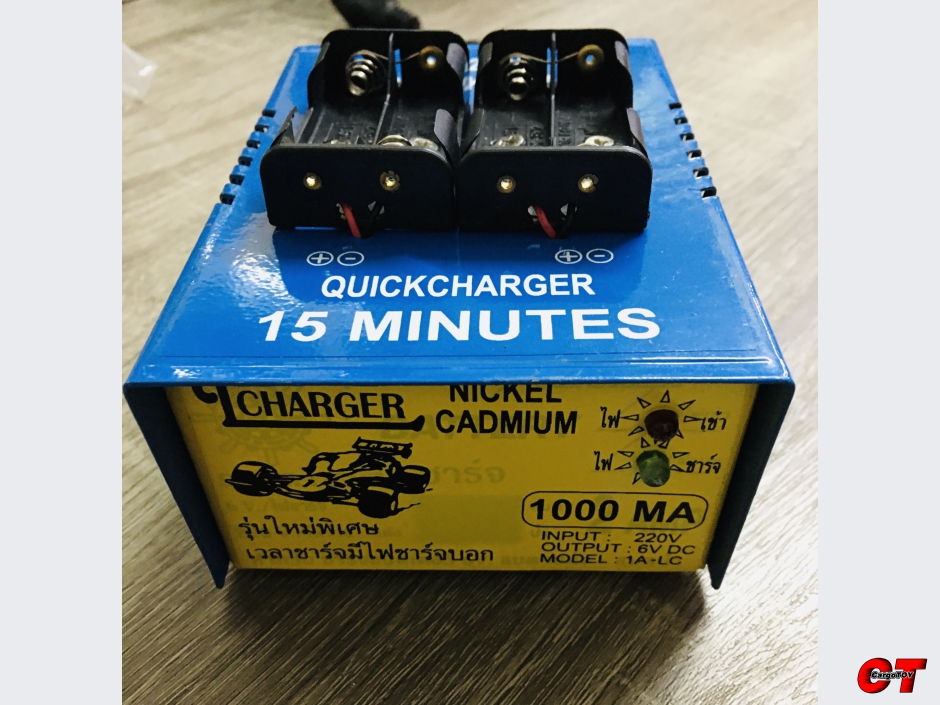 ⊕⊖ ⊕⊖
QUICKCHARGER
15 MINUTES
CHARGER
NICKEL
CADMIUM
ไฟ เข้า
ไฟ ชาร์จ
1000 MA
รุ่นใหม่พิเศษ
เวลาชาร์จมีไฟชาร์จบอก
INPUT : 220V
OUTPUT : 6V DC
MODEL : 1A-LC
CT
CargoTOY